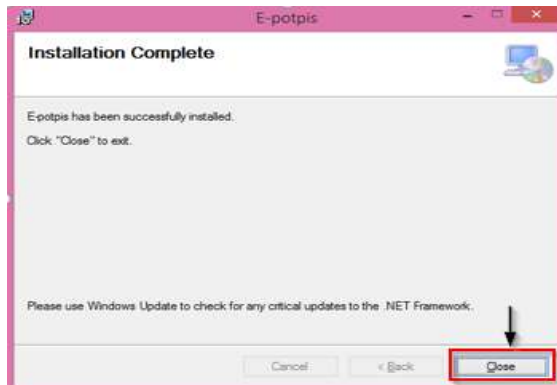 E-potpis
Installation Complete
E-potpis has been successfully installed.
Click "Close" to exit.
Please use Windows Update to check for any critical updates to the .NET Framework.
Cancel
< Back
Close